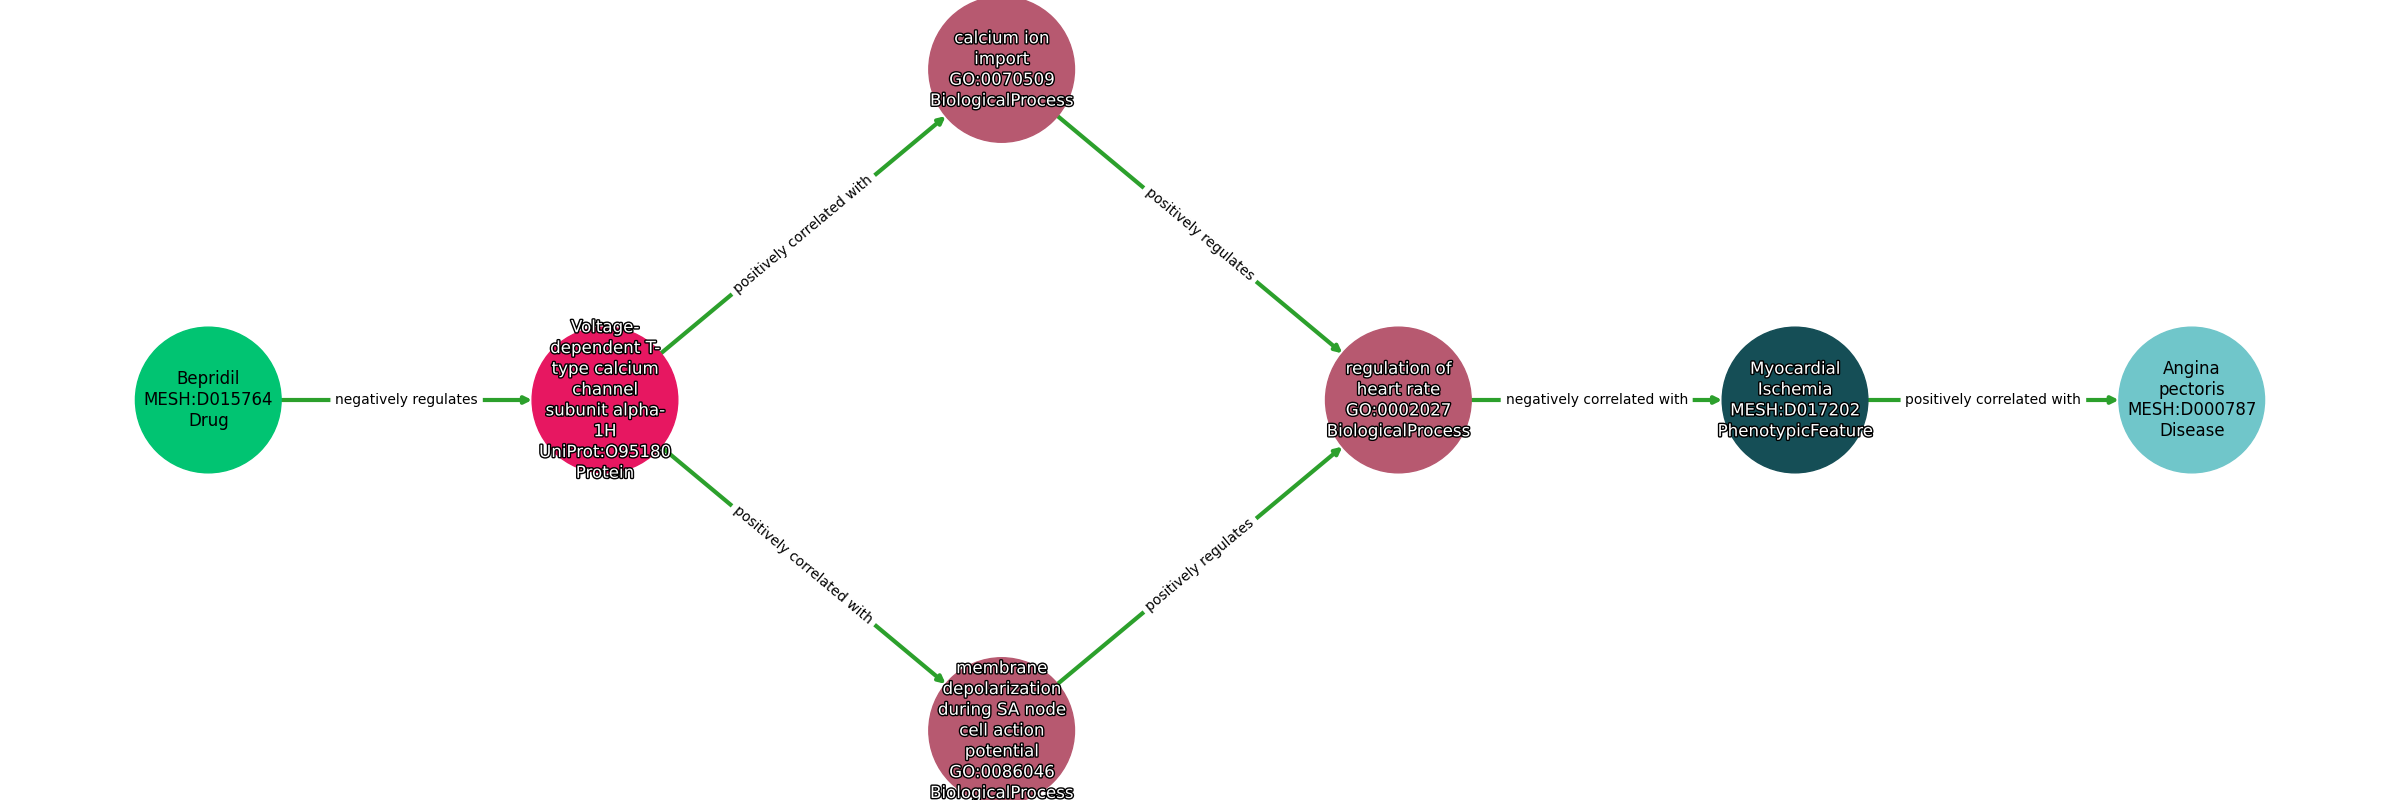 calcium ion
import
GO:0070509
BiologicalProcess
positively correlated with
positively regulates
Bepridil
MESH:D015764
Drug
negatively regulates
Voltage-
dependent T-
type calcium
channel
subunit alpha-
1H
UniProt:O95180
Protein
regulation of
heart rate
GO:0002027
BiologicalProcess
negatively correlated with
Myocardial
Ischemia
MESH:D017202
PhenotypicFeature
positively correlated with
Angina
pectoris
MESH:D000787
Disease
positively correlated with
positively regulates
membrane
depolarization
during SA node
cell action
potential
GO:0086046
BiologicalProcess